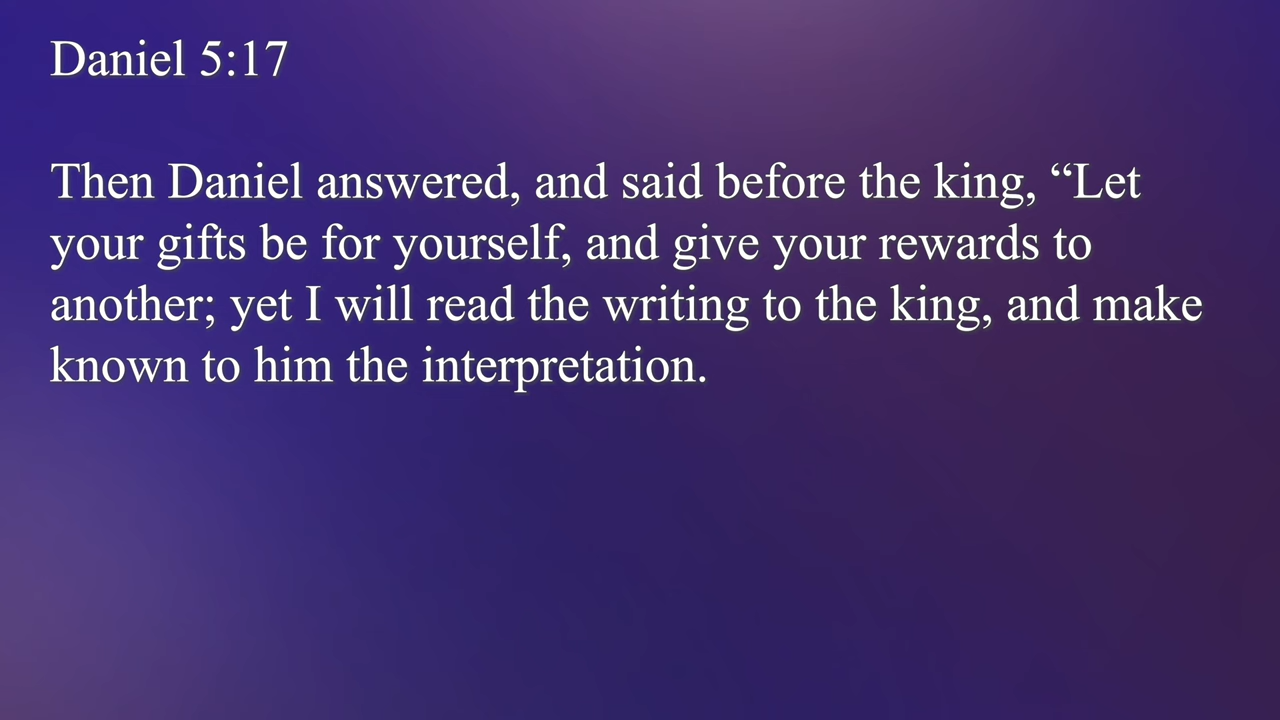 Daniel 5:17
Then Daniel answered, and said before the king, “Let
your gifts be for yourself, and give your rewards to
another; yet I will read the writing to the king, and make
known to him the interpretation.